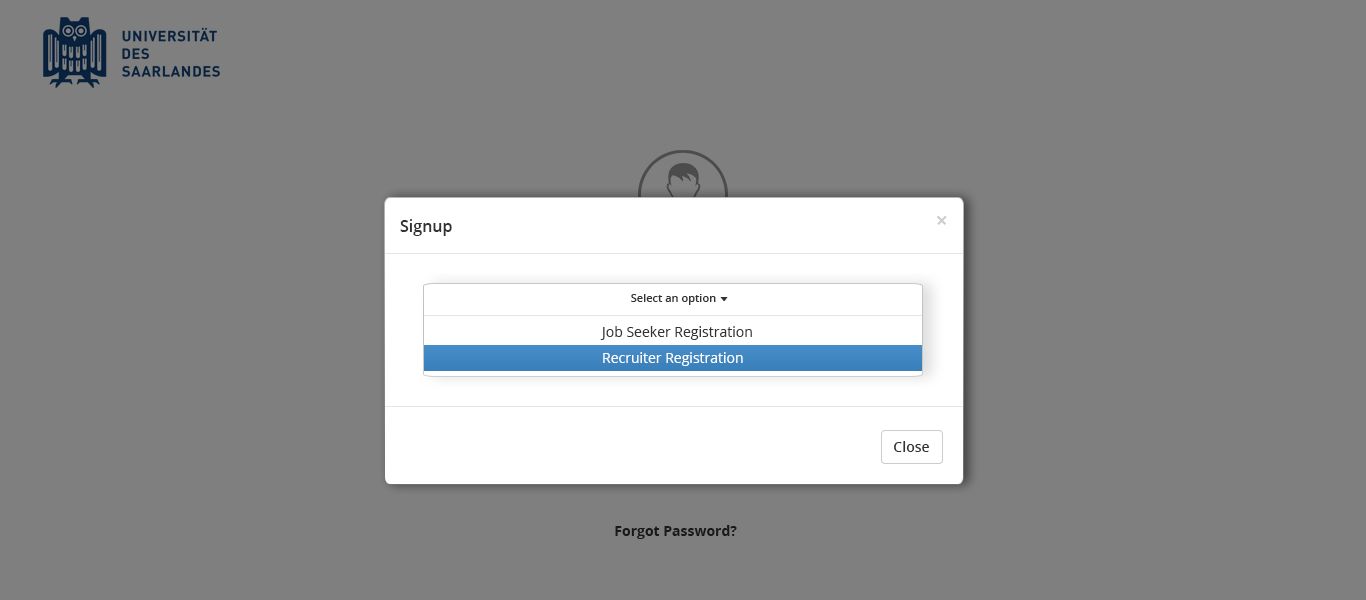 UNIVERSITÄT
DES
SAARLANDES
Signup
×
Select an option
Job Seeker Registration
Recruiter Registration
Close
Forgot Password?